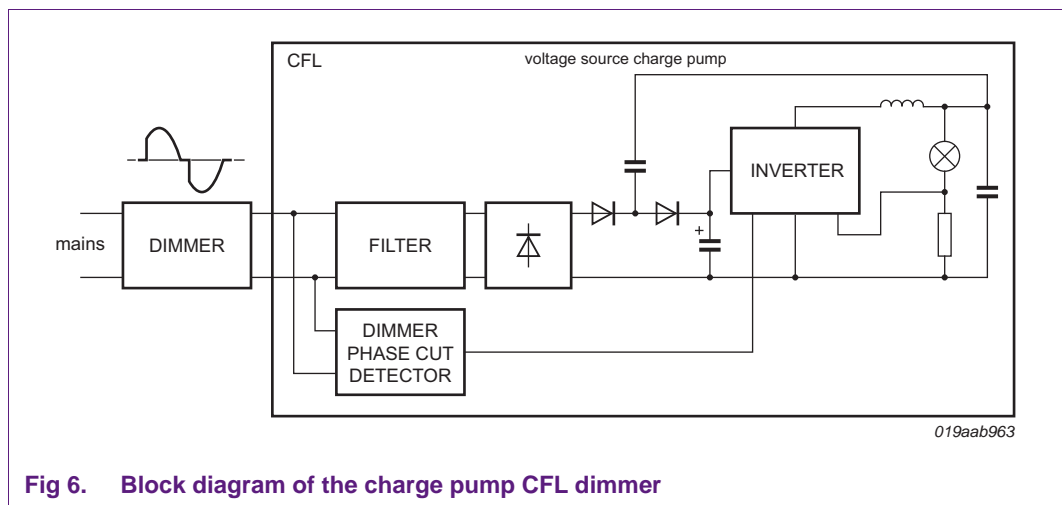 CFL
voltage source charge pump
INVERTER
mains
DIMMER
FILTER
+
DIMMER
PHASE CUT
DETECTOR
019aab963
Fig 6. Block diagram of the charge pump CFL dimmer